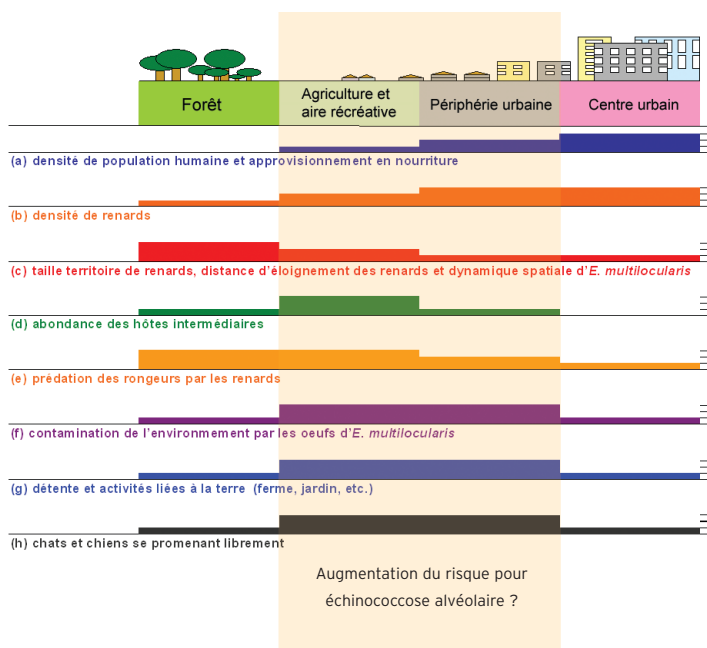 Forêt
Agriculture et
aire récréative
Périphérie urbaine
Centre urbain
(a) densité de population humaine et approvisionnement en nourriture
(b) densité de renards
(c) taille territoire de renards, distance d'éloignement des renards et dynamique spatiale d'E. multilocularis
(d) abondance des hôtes intermédiaires
(e) prédation des rongeurs par les renards
(f) contamination de l'environmement par les oeufs d'E. multilocularis
(g) détente et activités liées à la terre (ferme, jardin, etc.)
(h) chats et chiens se promenant librement
Augmentation du risque pour
échinococcose alvéolaire ?